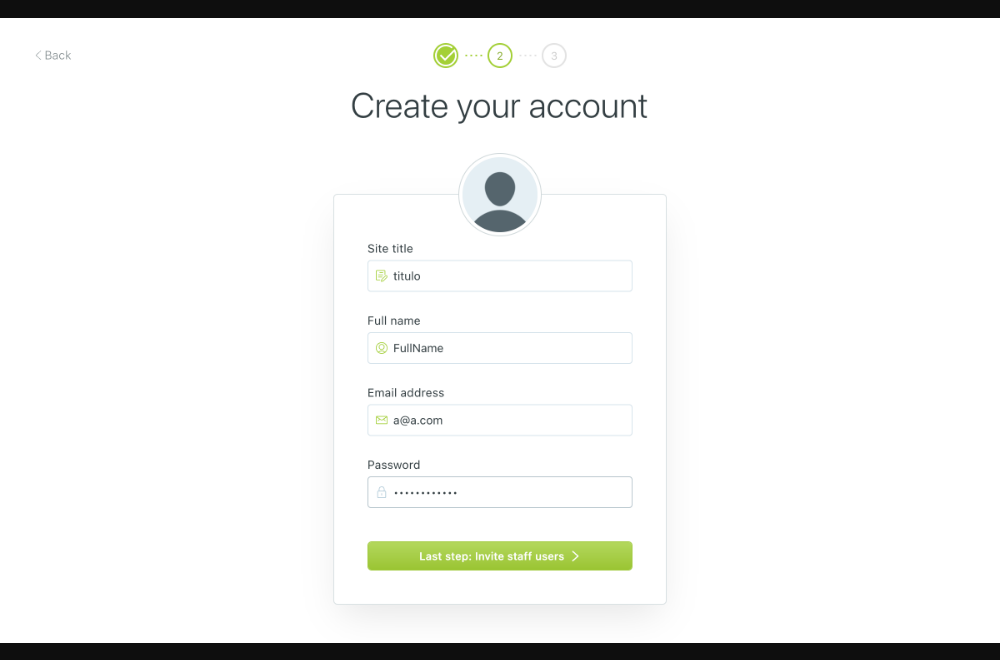 Back
2
3
Create your account
Site title
titulo
Full name
FullName
Email address
a@a.com
Password
••••••••••••
Last step: Invite staff users